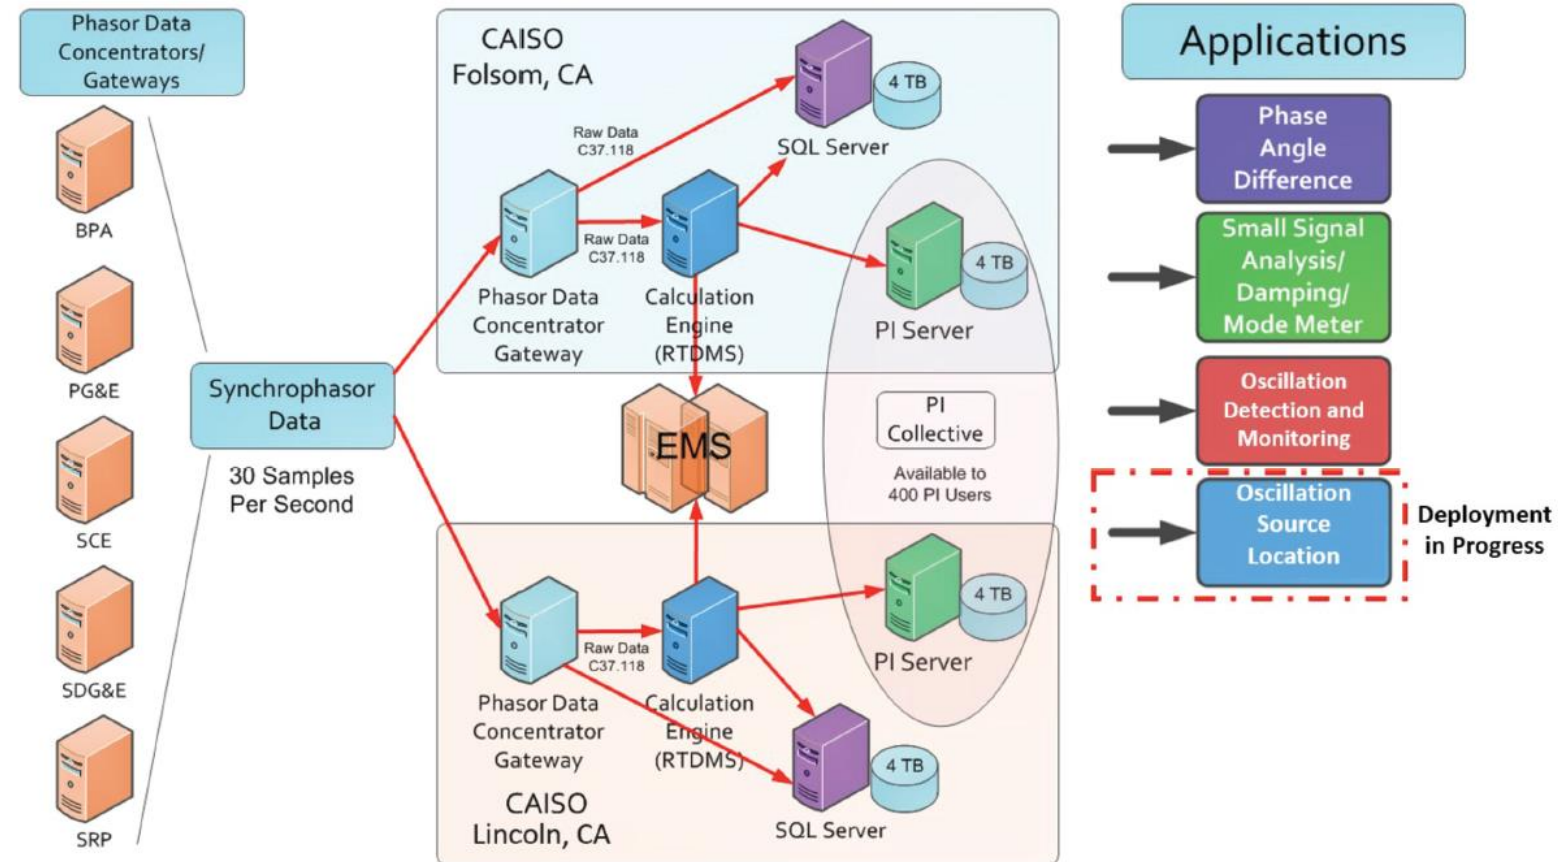 Phasor Data
Concentrators/
Gateways
BPA
PG&E
SCE
SDG&E
SRP
Synchrophasor
Data
30 Samples
Per Second
CAISO
Folsom, CA
Raw Data
C37.118
SQL Server
4 TB
Raw Data
C37.118
Phasor Data
Concentrator
Gateway
Calculation
Engine
(RTDMS)
4 TB
PI Server
EMS
PI
Collective
Available to
400 PI Users
Raw Data
C37.118
Phasor Data
Concentrator
Gateway
Calculation
Engine
(RTDMS)
4 TB
PI Server
4 TB
SQL Server
CAISO
Lincoln, CA
Applications
Phase
Angle
Difference
Small Signal
Analysis/
Damping/
Mode Meter
Oscillation
Detection and
Monitoring
Oscillation
Source
Location
Deployment
in Progress